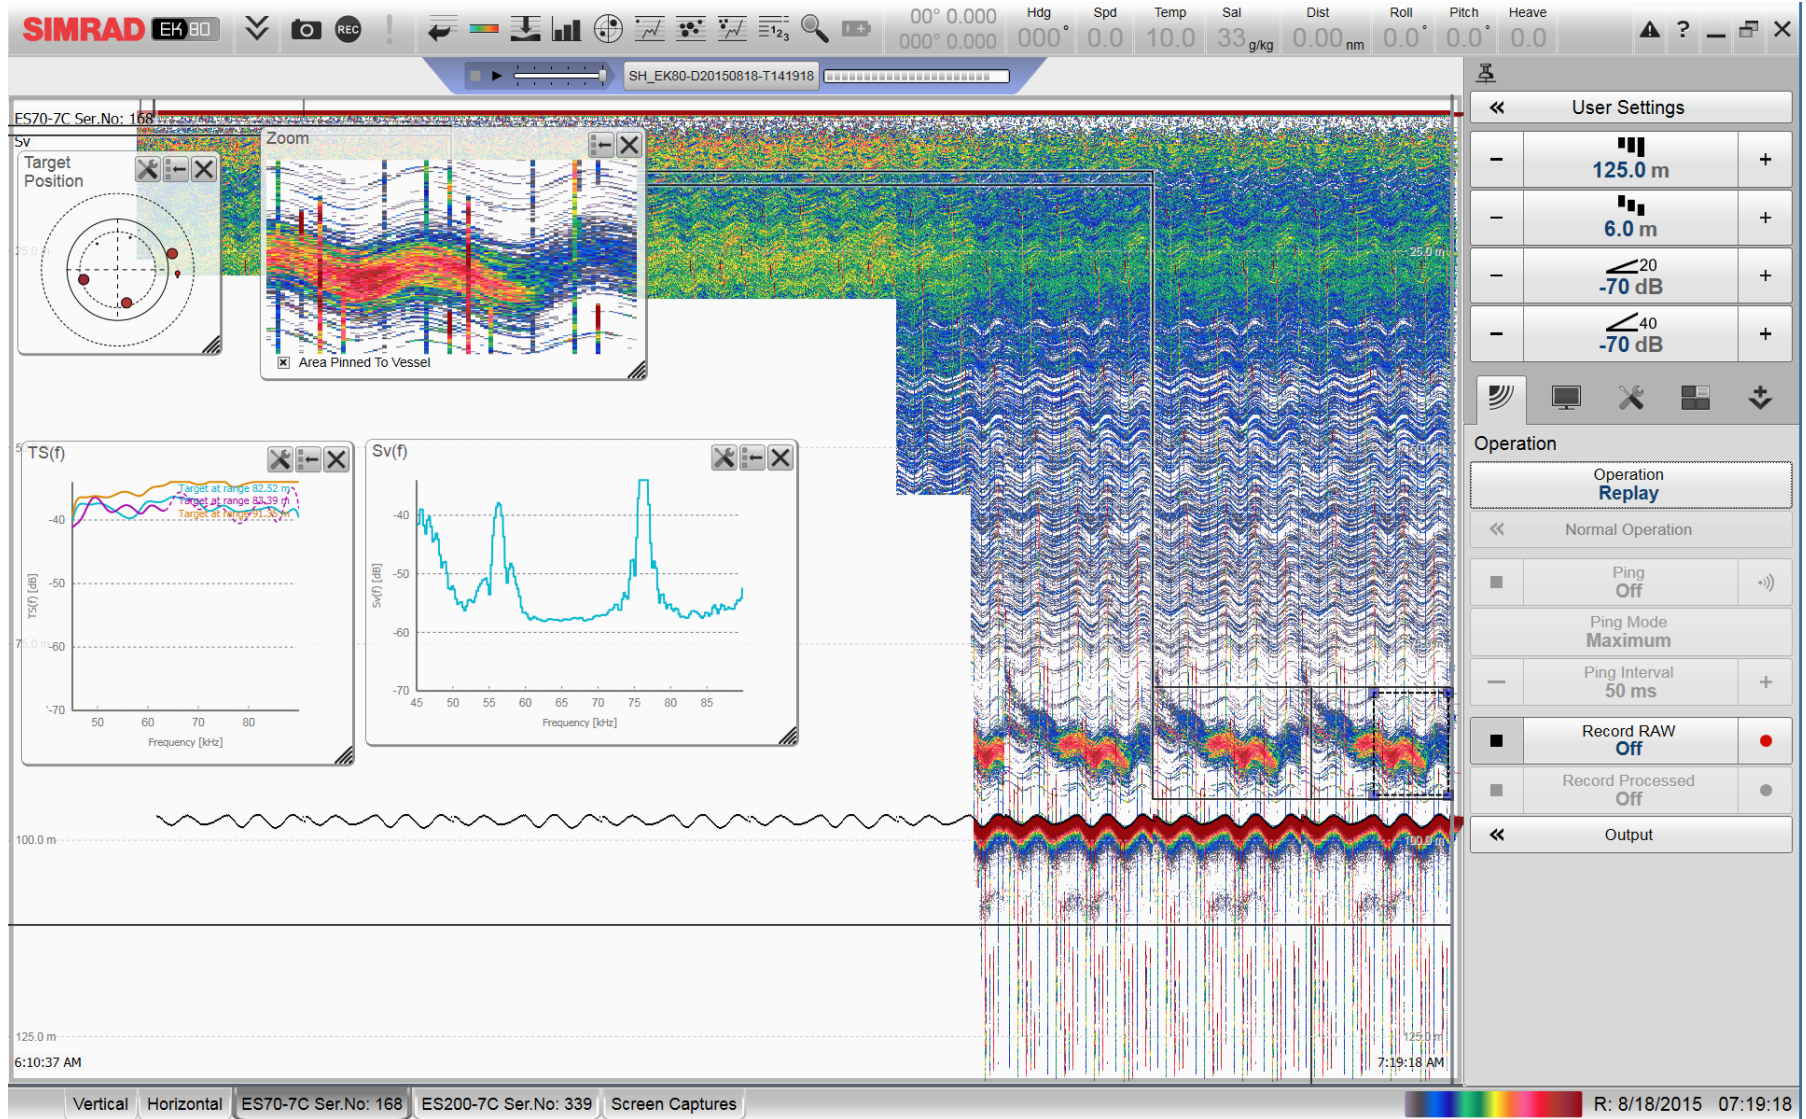 SIMRAD EK80
REC
1 2 3
00° 0.000
000° 0.000
Hdg
000°
Spd
0.0
Temp
10.0
Sal
33 g/kg
Dist
0.00 nm
Roll
0.0°
Pitch
0.0°
Heave
0.0
SH_EK80-D20150818-T141918
ES70-7C Ser.No: 168
Sv
Target
Position
Zoom
Area Pinned To Vessel
25.0 m
TS(f)
Target at range 82.52 m
Target at range 83.39 m
Target at range 91.35 m
-40
-50
-60
-70
TS(f) [dB]
50 60 70 80
Frequency [kHz]
Sv(f)
-40
-50
-60
-70
Sv(f) [dB]
45 50 55 60 65 70 75 80 85
Frequency [kHz]
100.0 m
100.0 m
125.0 m
125.0 m
6:10:37 AM
7:19:18 AM
User Settings
125.0 m
6.0 m
20
-70 dB
40
-70 dB
Operation
Operation
Replay
Normal Operation
Ping
Off
Ping Mode
Maximum
Ping Interval
50 ms
Record RAW
Off
Record Processed
Off
Output
Vertical
Horizontal
ES70-7C Ser.No: 168
ES200-7C Ser.No: 339
Screen Captures
R: 8/18/2015 07:19:18